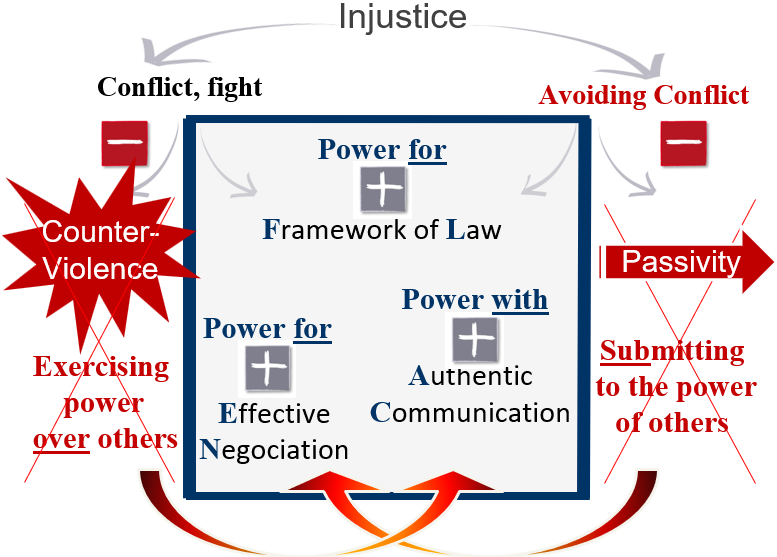 Injustice
Conflict, fight
Avoiding Conflict
Power for
Framework of Law
Counter-
Violence
Passivity
Power with
Authentic
Communication
Power for
Effective
Negociation
Exercising
power
over others
Submitting
to the power
of others